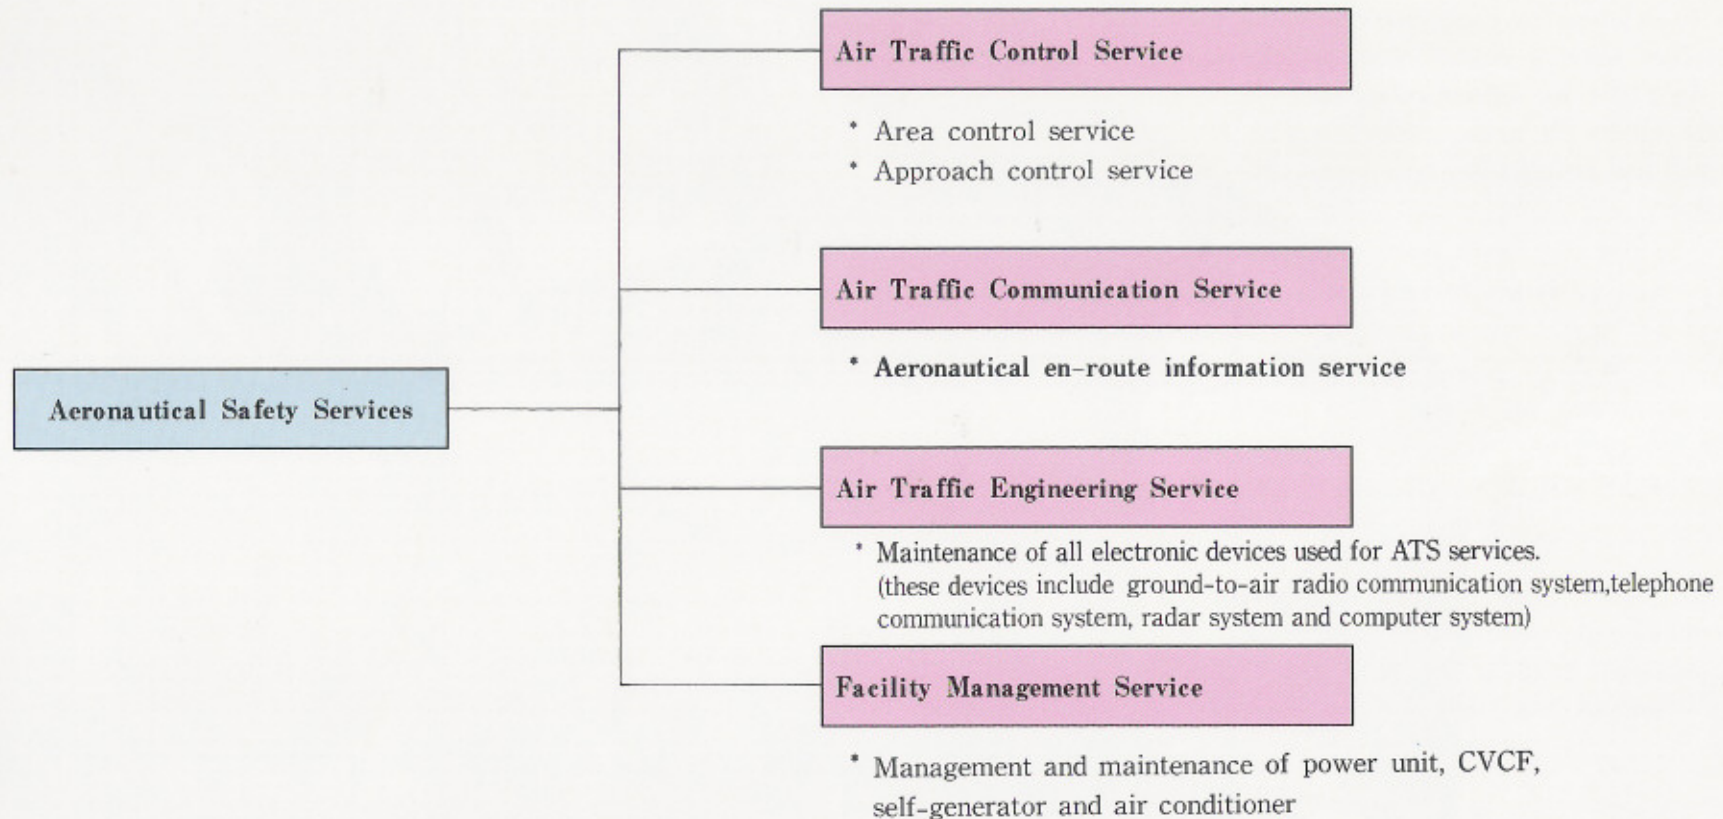 Air Traffic Control Service
* Area control service
* Approach control service
Air Traffic Communication Service
* Aeronautical en-route information service
Aeronautical Safety Services
Air Traffic Engineering Service
* Maintenance of all electronic devices used for ATS services.
(these devices include ground-to-air radio communication system,telephone
communication system, radar system and computer system)
Facility Management Service
* Management and maintenance of power unit, CVCF,
self-generator and air conditioner